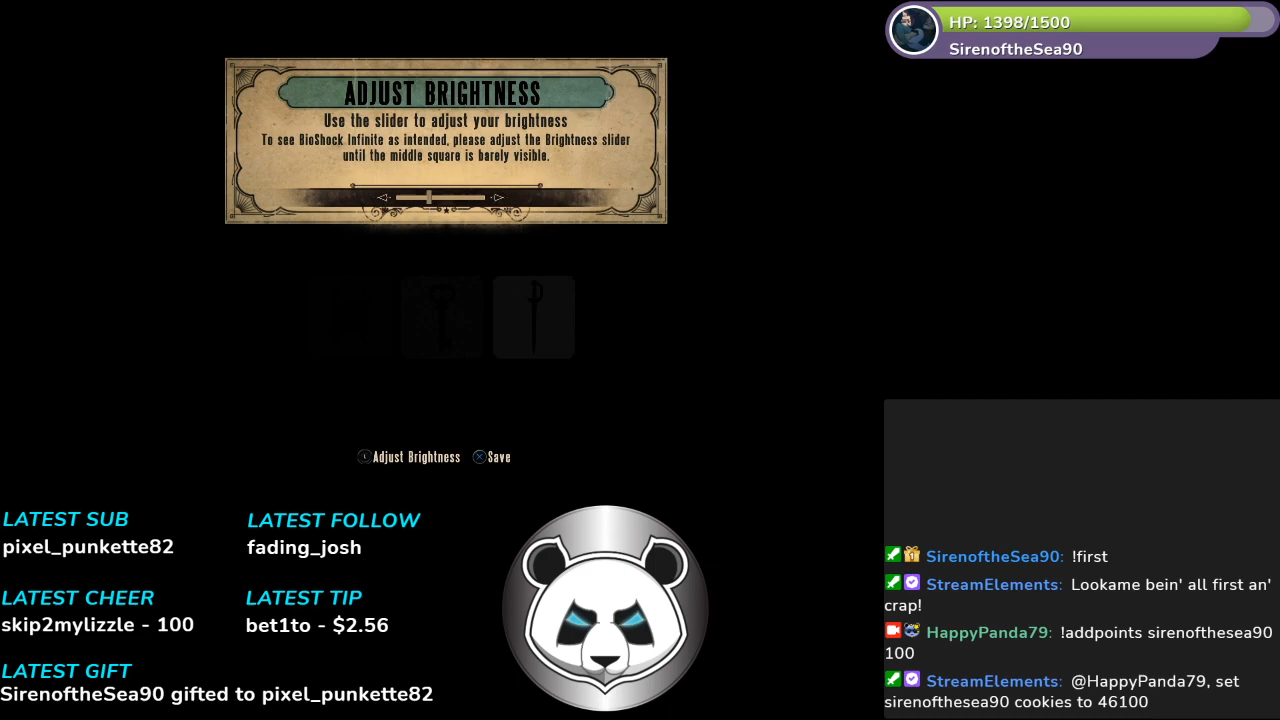 HP: 1398/1500
SirenoftheSea90
ADJUST BRIGHTNESS
Use the slider to adjust your brightness
To see BioShock Infinite as intended, please adjust the Brightness slider
until the middle square is barely visible.
Adjust Brightness
Save
LATEST SUB
pixel_punkette82
LATEST FOLLOW
fading_josh
LATEST CHEER
skip2mylizzle - 100
LATEST TIP
bet1to - $2.56
LATEST GIFT
SirenoftheSea90 gifted to pixel_punkette82
SirenoftheSea90: !first
StreamElements: Lookame bein' all first an'
crap!
HappyPanda79: !addpoints sirenofthesea90
100
StreamElements: @HappyPanda79, set
sirenofthesea90 cookies to 46100